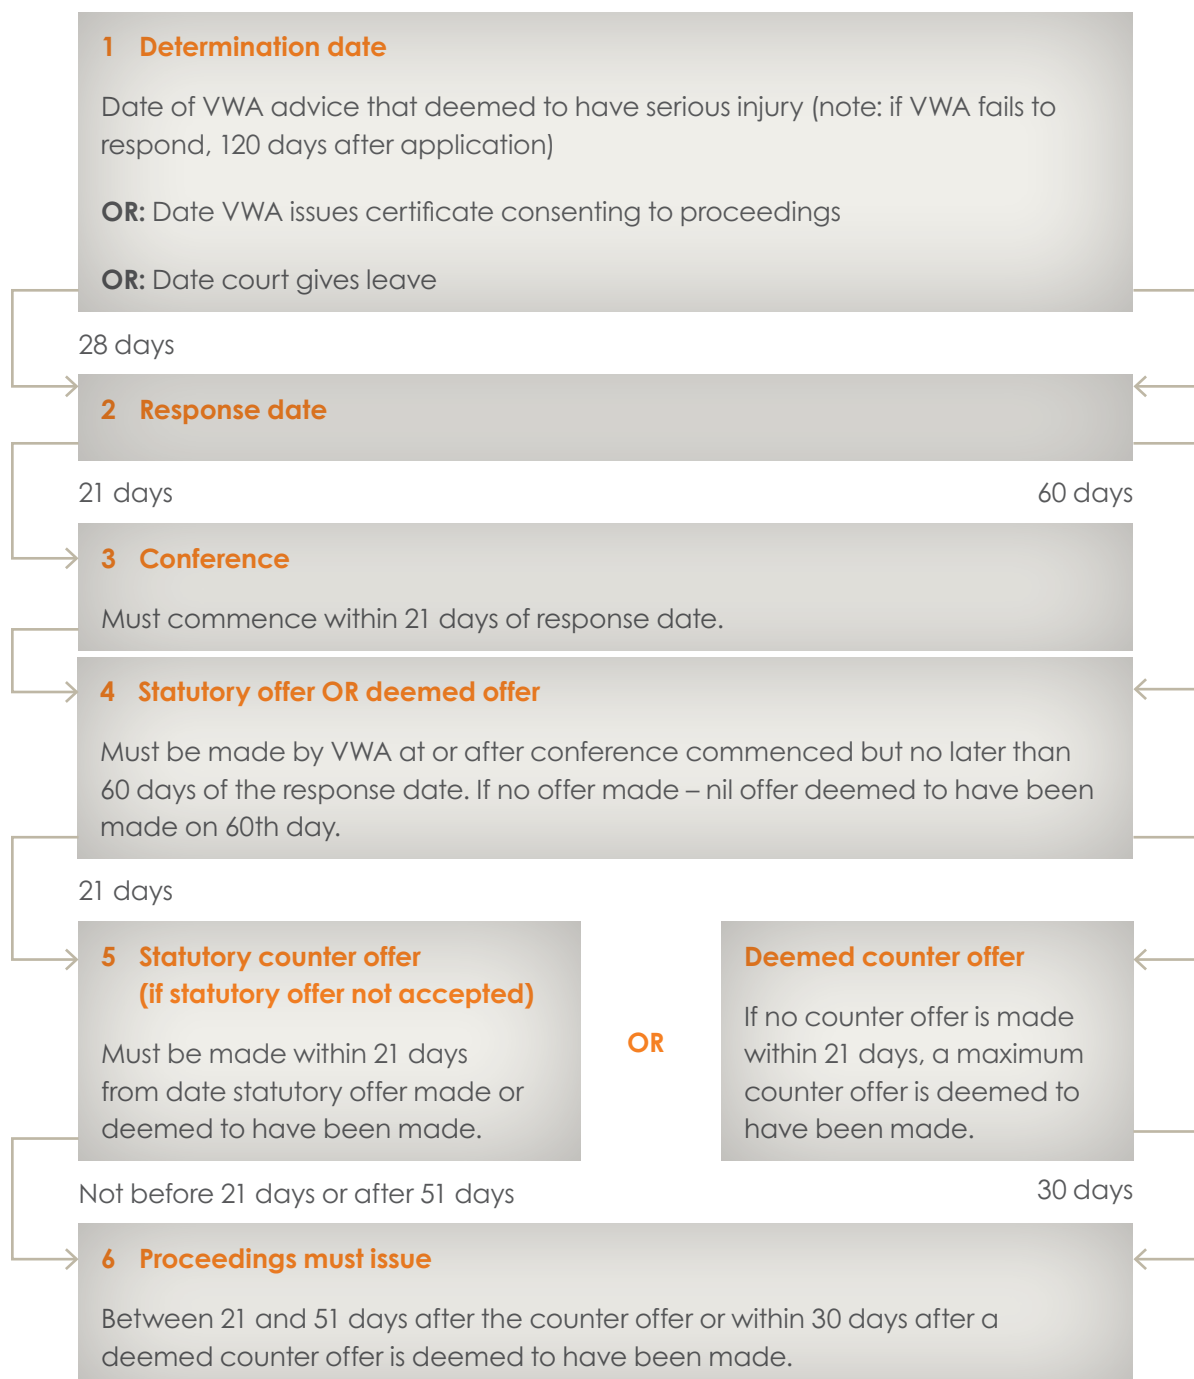 1 Determination date
Date of VWA advice that deemed to have serious injury (note: if VWA fails to
respond, 120 days after application)
OR: Date VWA issues certificate consenting to proceedings
OR: Date court gives leave
28 days
2 Response date
21 days
60 days
3 Conference
Must commence within 21 days of response date.
4 Statutory offer OR deemed offer
Must be made by VWA at or after conference commenced but no later than
60 days of the response date. If no offer made – nil offer deemed to have been
made on 60th day.
21 days
5 Statutory counter offer
(if statutory offer not accepted)
Must be made within 21 days
from date statutory offer made or
deemed to have been made.
OR
Deemed counter offer
If no counter offer is made
within 21 days, a maximum
counter offer is deemed to
have been made.
Not before 21 days or after 51 days
30 days
6 Proceedings must issue
Between 21 and 51 days after the counter offer or within 30 days after a
deemed counter offer is deemed to have been made.